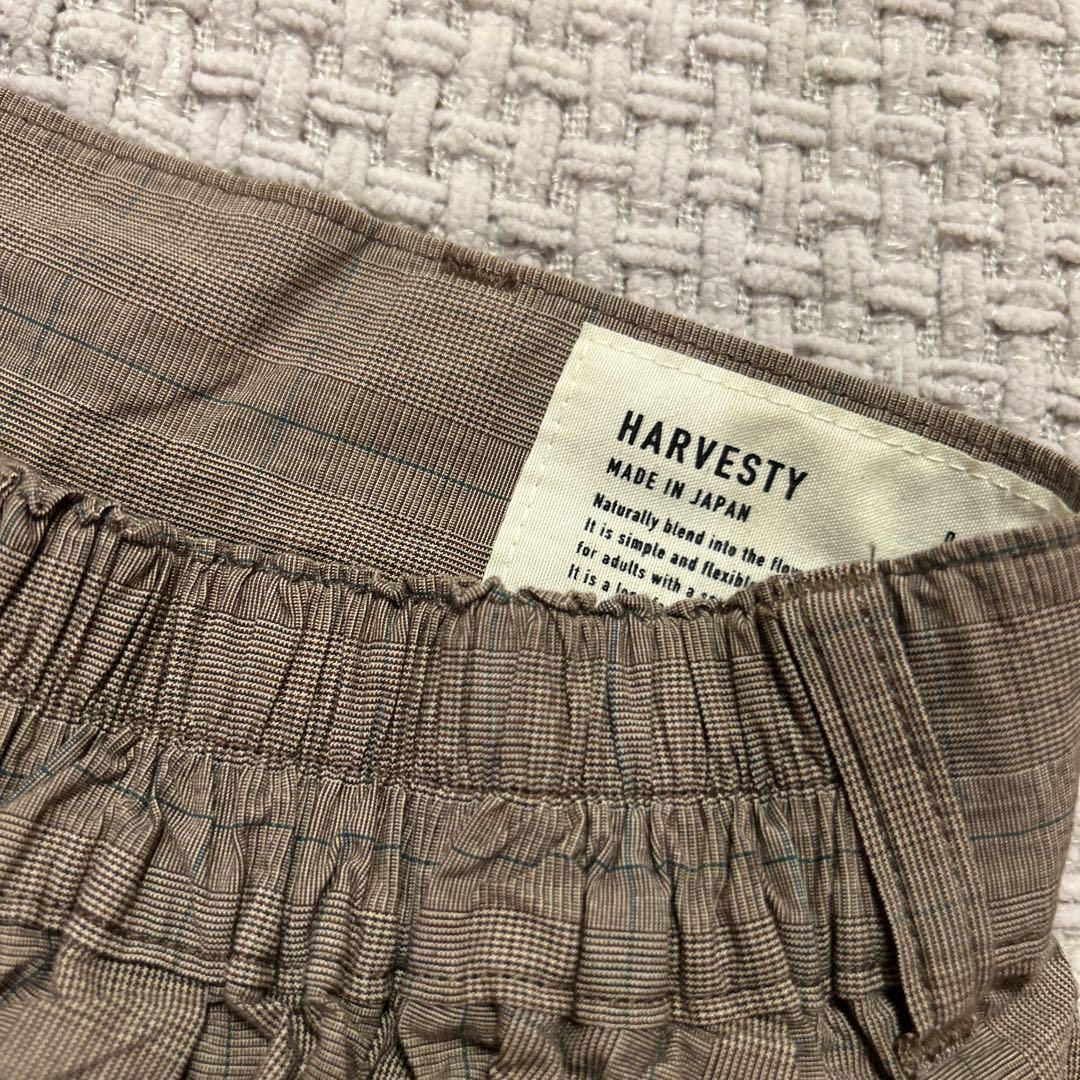 HARVESTY
MADE IN JAPAN
Naturally blend into the
It is simple and
for adults with a
It is a